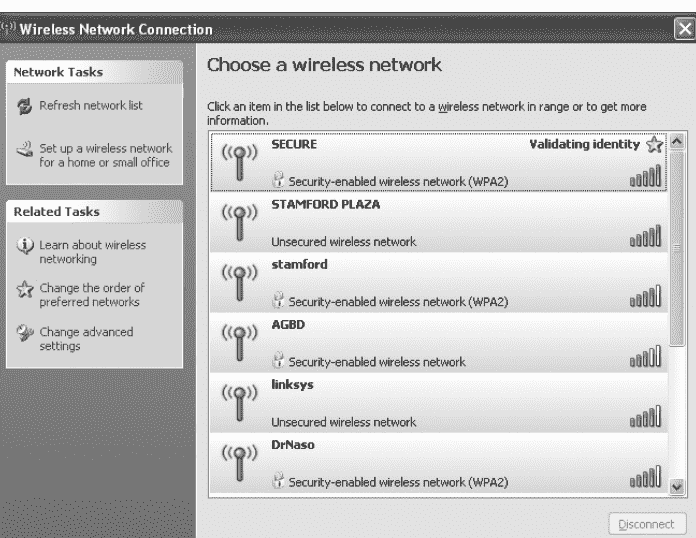 Wireless Network Connection
Network Tasks
Refresh network list
Set up a wireless network
for a home or small office
Related Tasks
Learn about wireless
networking
Change the order of
preferred networks
Change advanced
settings
Choose a wireless network
Click an item in the list below to connect to a wireless network in range or to get more
information.
SECURE Validating identity
Security-enabled wireless network (WPA2)
STAMFORD PLAZA
Unsecured wireless network
stamford
Security-enabled wireless network (WPA2)
AGBD
Security-enabled wireless network
linksys
Unsecured wireless network
DrNaso
Security-enabled wireless network (WPA2)
Disconnect